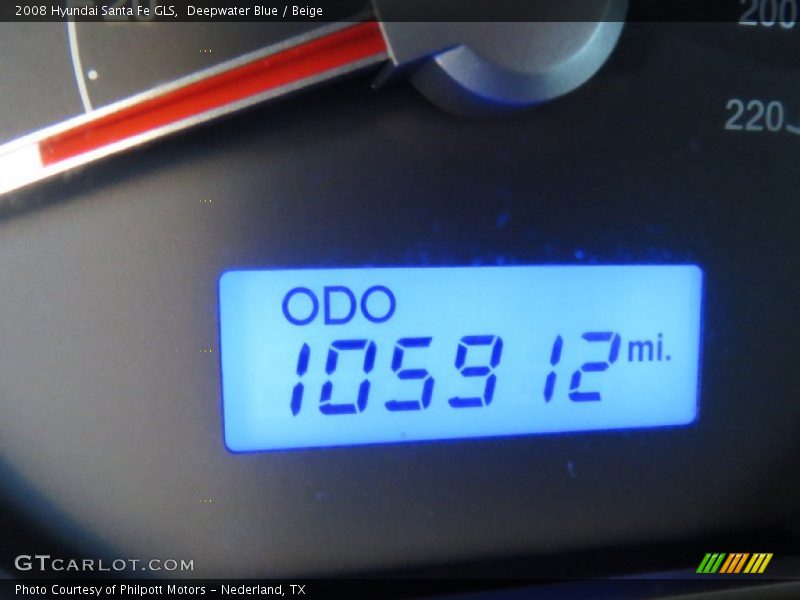 2008 Hyundai Santa Fe GLS,  Deepwater Blue / Beige
200
220
ODO
105912 mi.
GTCARLOT.COM
Photo Courtesy of Philpott Motors - Nederland, TX